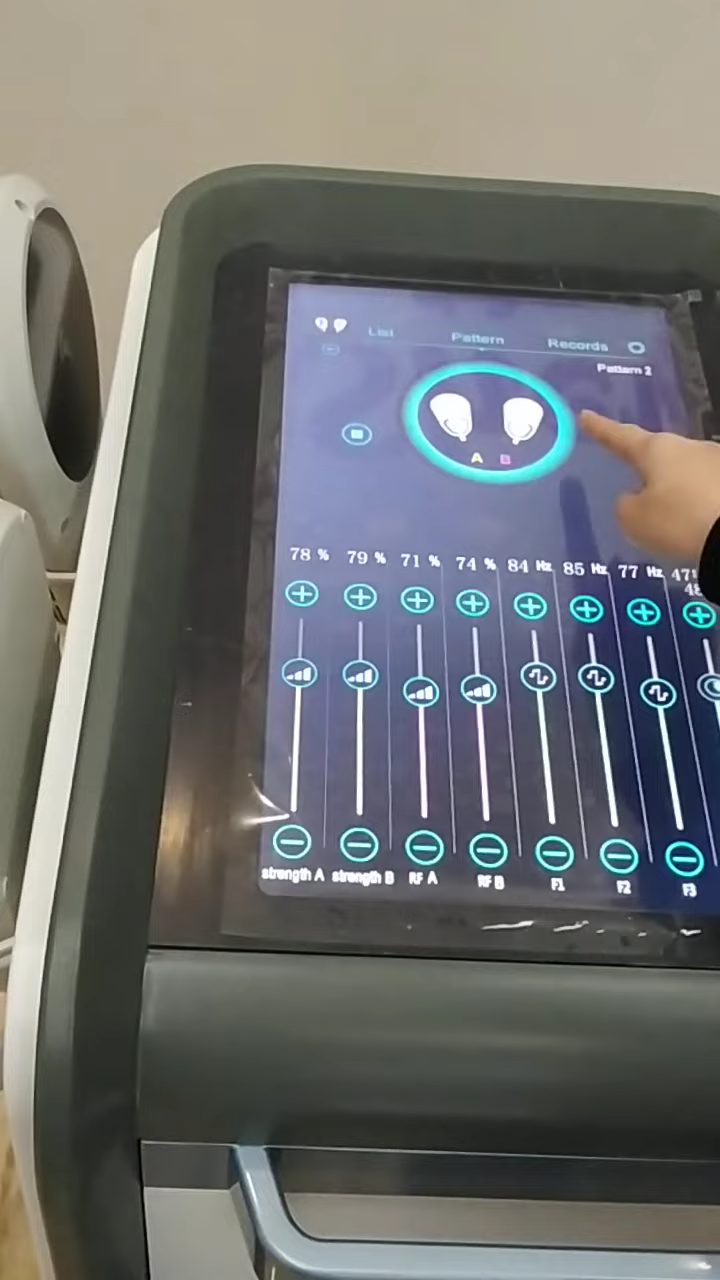 List Pattern Records
Pattern 2
A B
78 % 79 % 71 % 74 % 84 Hz 85 Hz 77 Hz
strength A strength B RF A RF B F1 F2 F3